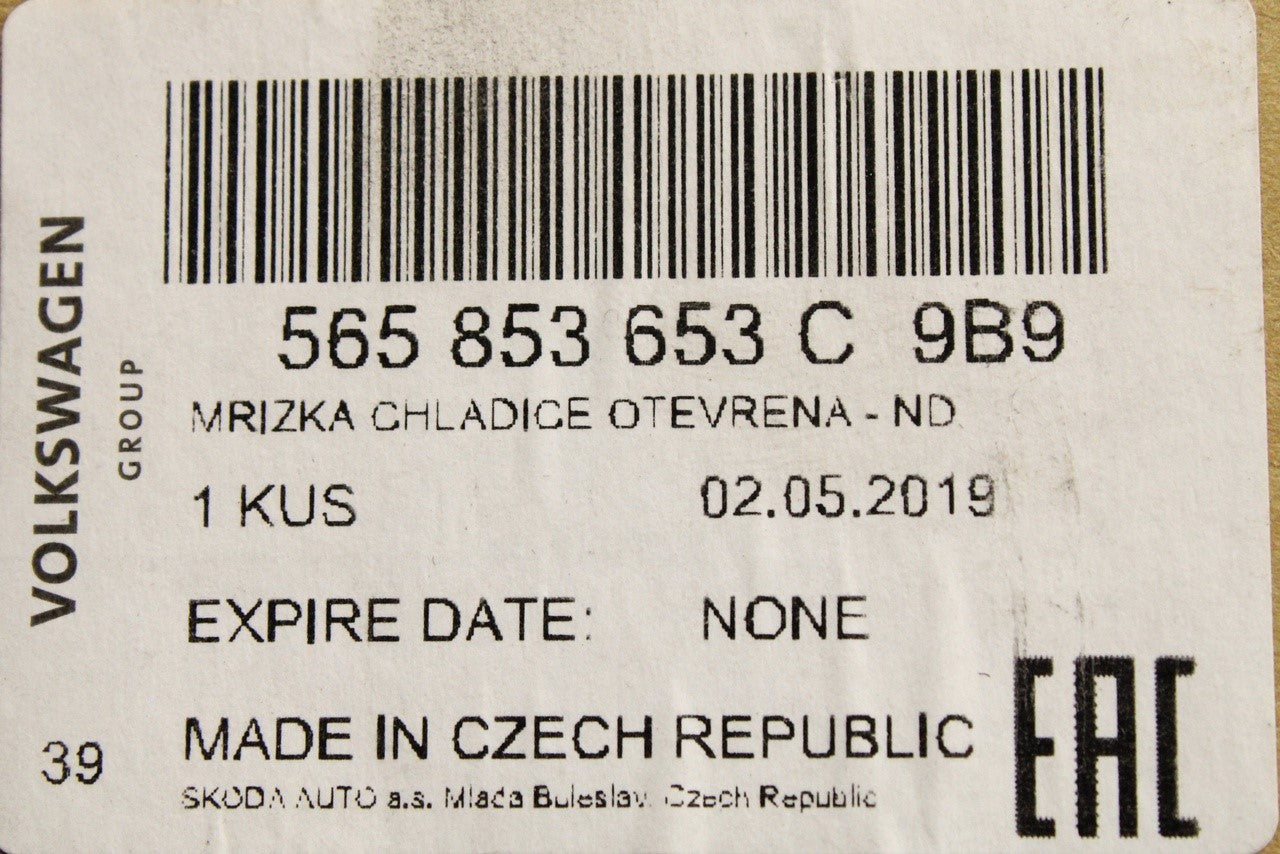 VOLKSWAGEN
GROUP
565 853 653 C 9B9
MRIZKA CHLADICE OTEVRENA - ND
1 KUS 02.05.2019
EXPIRE DATE: NONE
MADE IN CZECH REPUBLIC
39
SKODA AUTO a.s. Mlada Boleslav, Czech Republic
EAC